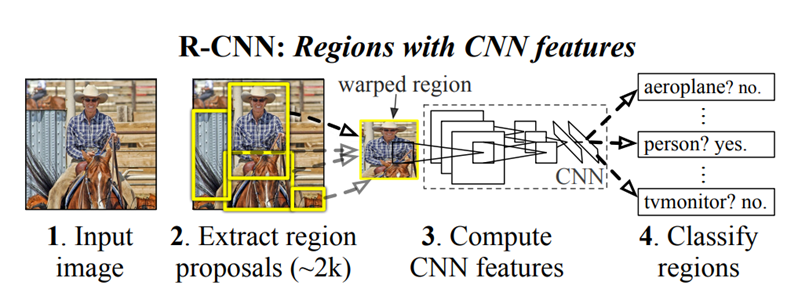 R-CNN: Regions with CNN features
warped region
aeroplane? no.
⋮
person? yes.
⋮
tvmonitor? no.
CNN
1. Input
image
2. Extract region
proposals (~2k)
3. Compute
CNN features
4. Classify
regions